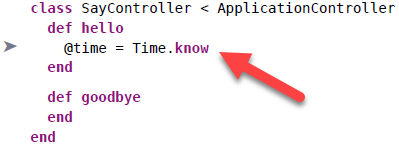 class SayController < ApplicationController
def hello
@time = Time.know
end
def goodbye
end
end